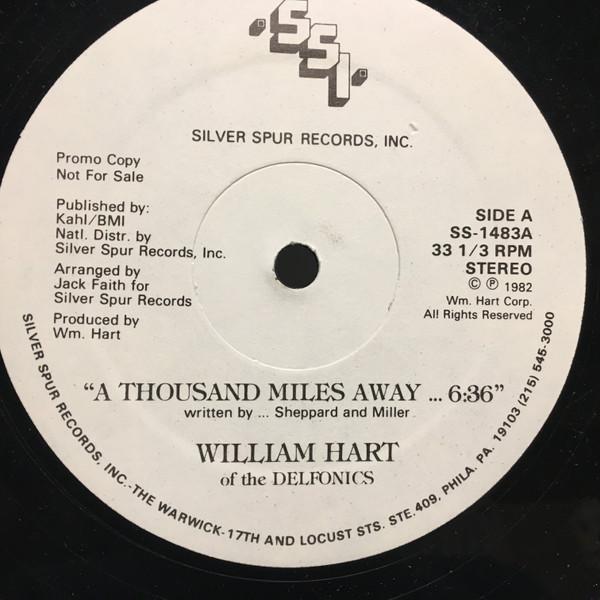 SSI
SILVER SPUR RECORDS, INC.
Promo Copy
Not For Sale
Published by:
Kahl/BMI
Natl. Distr. by
Silver Spur Records, Inc.
Arranged by
Jack Faith for
Silver Spur Records
Produced by
Wm. Hart
SIDE A
SS-1483A
33 1/3 RPM
STEREO
© ℗ 1982
Wm. Hart Corp.
All Rights Reserved
“A THOUSAND MILES AWAY ... 6:36”
written by ... Sheppard and Miller
WILLIAM HART
of the DELFONICS
SILVER SPUR RECORDS, INC.-THE WARWICK-17TH AND LOCUST STS. STE.409, PHILA. PA. 19103 (215) 545-3000